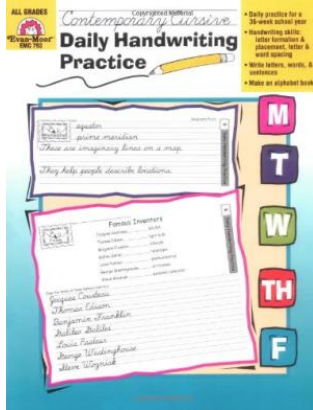 ALL GRADES
Evan-Moor
EMC 792
Contemporary Cursive
Daily Handwriting
Practice
• Daily practice for a
36-week school year
• Handwriting skills:
letter formation &
placement, letter &
word spacing
• Write letters, words, &
sentences
• Make an alphabet book
equator
prime meridian
These are imaginary lines on a map.
They help people describe locations.
Famous Inventors
Jacques Cousteau
Thomas Edison
Benjamin Franklin
Galileo Galilei
Louis Pasteur
George Westinghouse
Steve Wozniak
M
T
W
TH
F